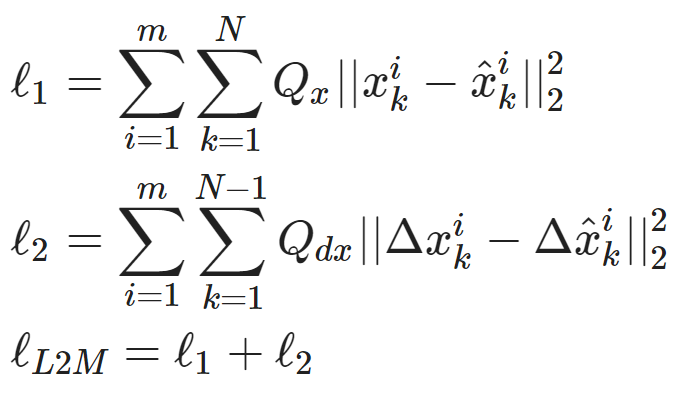 ℓ₁ = ∑_{i=1}^{m} ∑_{k=1}^{N} Q_x ||x_k^i − x̂_k^i||_2^2
ℓ₂ = ∑_{i=1}^{m} ∑_{k=1}^{N−1} Q_{dx} ||Δx_k^i − Δx̂_k^i||_2^2
ℓ_{L2M} = ℓ₁ + ℓ₂